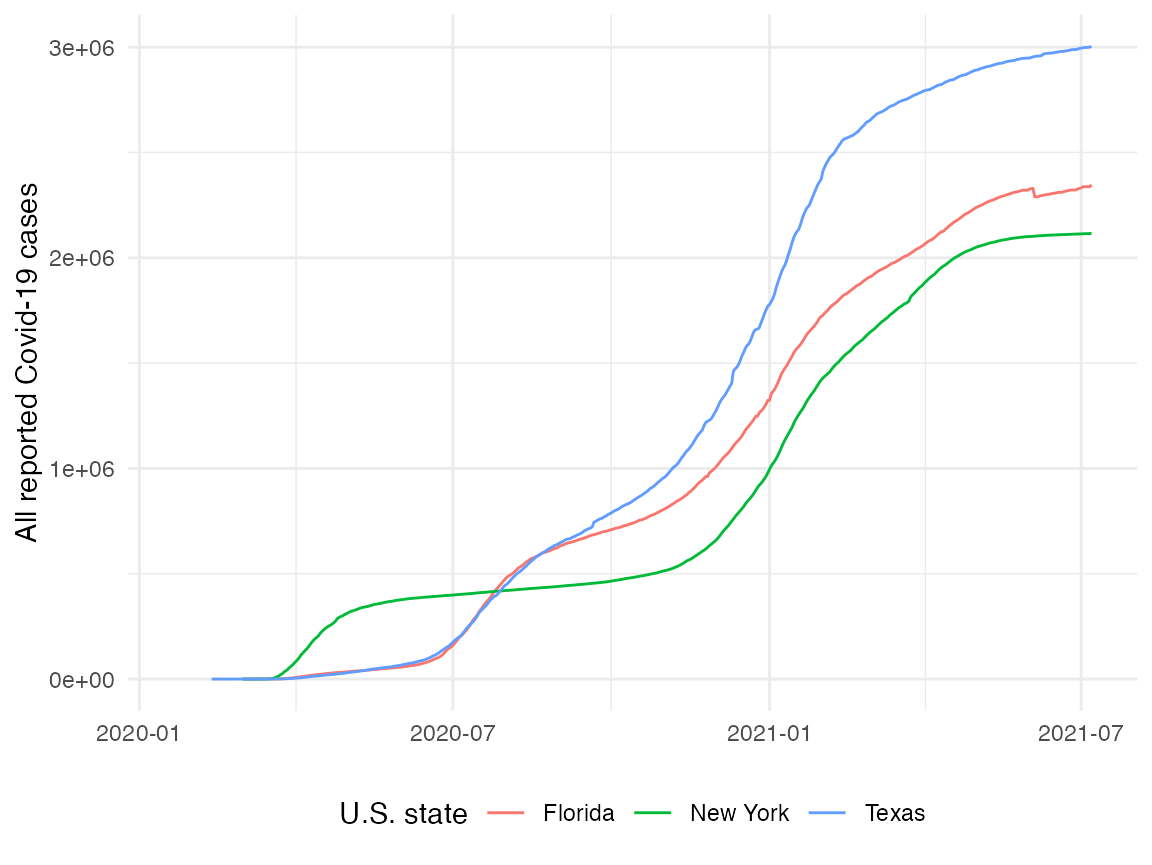 All reported Covid-19 cases
3e+06
2e+06
1e+06
0e+00
2020-01 2020-07 2021-01 2021-07
U.S. state Florida New York Texas